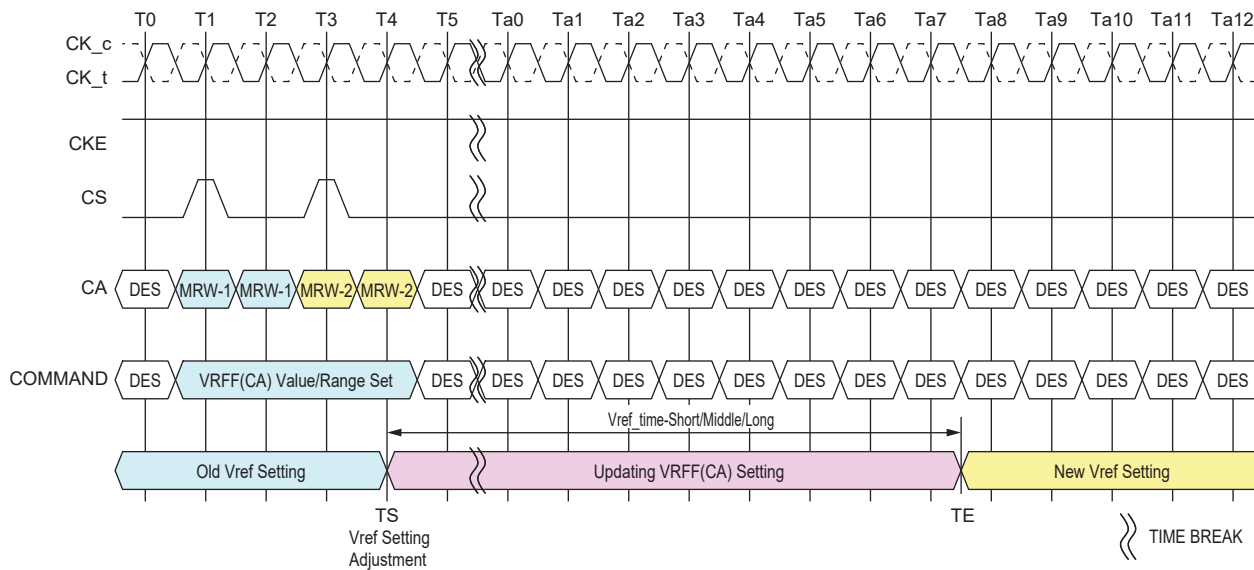 T0 T1 T2 T3 T4 T5 Ta0 Ta1 Ta2 Ta3 Ta4 Ta5 Ta6 Ta7 Ta8 Ta9 Ta10 Ta11 Ta12
CK_c
CK_t
CKE
CS
CA DES MRW-1 MRW-1 MRW-2 MRW-2 DES DES DES DES DES DES DES DES DES DES DES DES DES DES
COMMAND DES VRFF(CA) Value/Range Set DES DES DES DES DES DES DES DES DES DES DES DES DES DES
Vref_time-Short/Middle/Long
Old Vref Setting Updating VRFF(CA) Setting New Vref Setting
TS TE
Vref Setting
Adjustment
TIME BREAK